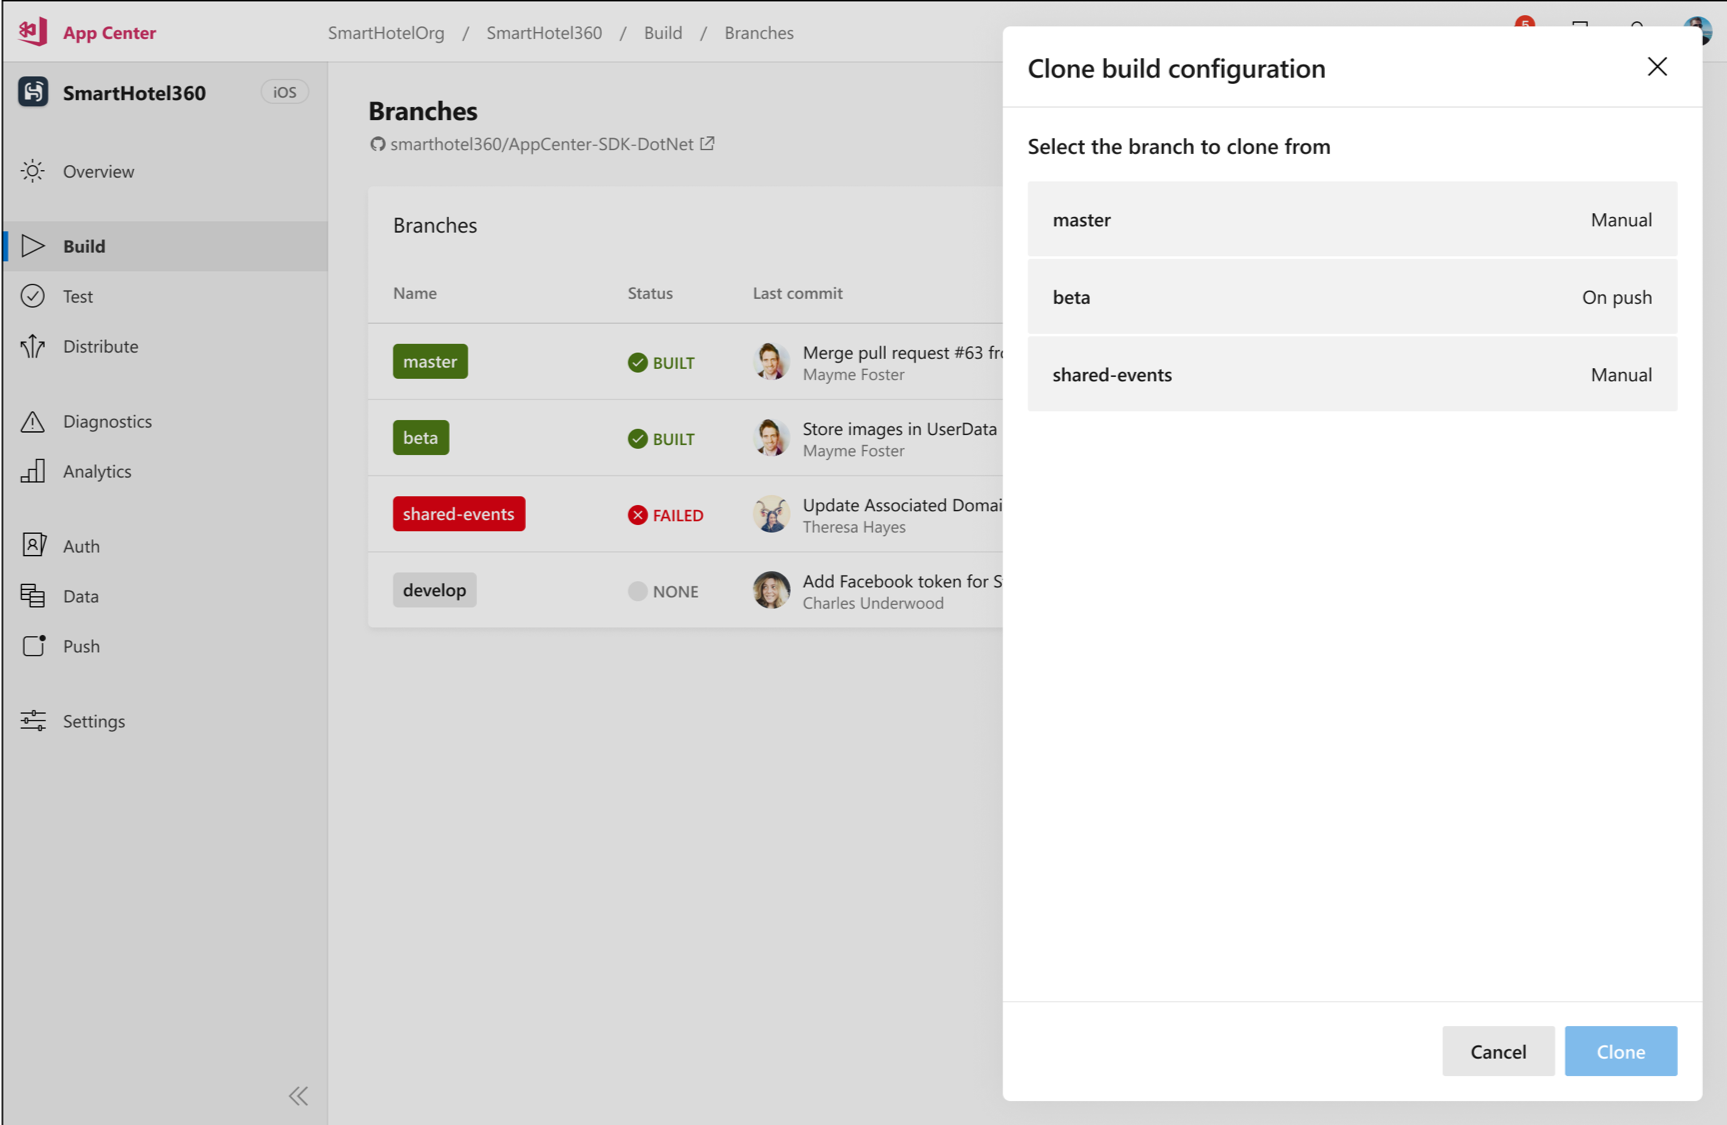 App Center
SmartHotelOrg / SmartHotel360 / Build / Branches
5
SmartHotel360 iOS
Overview
Build
Test
Distribute
Diagnostics
Analytics
Auth
Data
Push
Settings
Branches
smarthotel360/AppCenter-SDK-DotNet
Branches
Name Status Last commit
master BUILT Merge pull request #63
Mayme Foster
beta BUILT Store images in UserData
Mayme Foster
shared-events FAILED Update Associated
Theresa Hayes
develop NONE Add Facebook token for
Charles Underwood
Clone build configuration
Select the branch to clone from
master Manual
beta On push
shared-events Manual
Cancel Clone